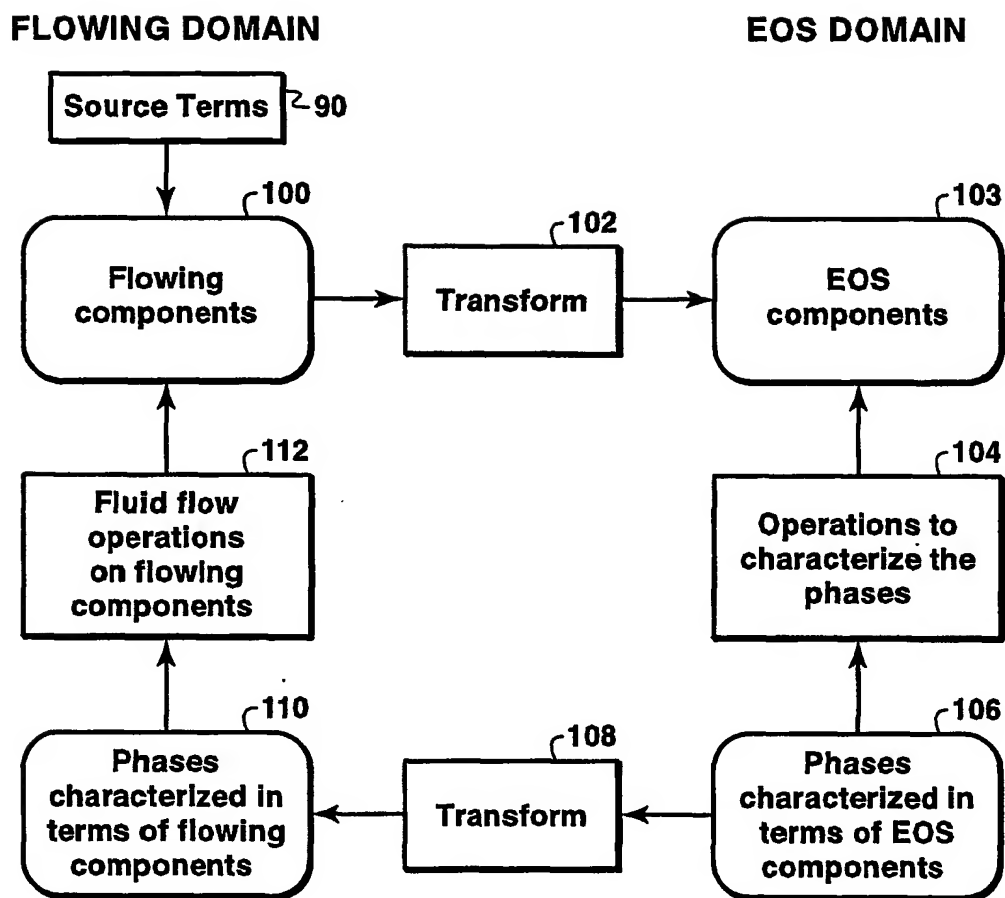 FLOWING DOMAIN
EOS DOMAIN
Source Terms
90
100
103
102
Flowing
components
Transform
EOS
components
112
104
Fluid flow
operations
on flowing
components
Operations to
characterize the
phases
110
108
106
Phases
characterized in
terms of flowing
components
Transform
Phases
characterized in
terms of EOS
components